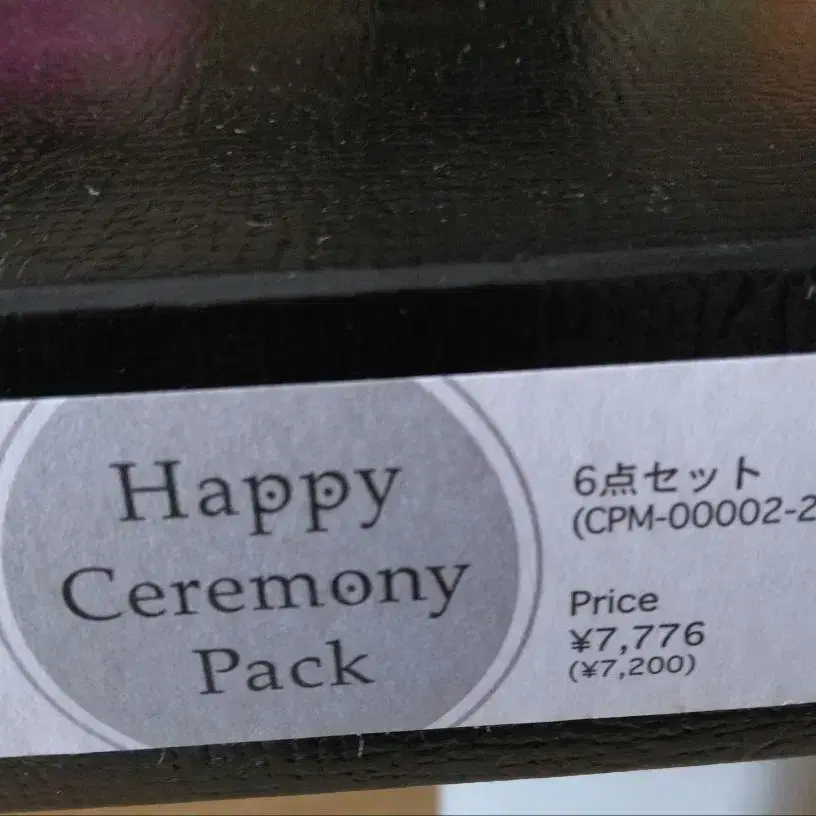 Happy
Ceremony
Pack
6点セット
(CPM-00002-2
Price
¥7,776
(¥7,200)